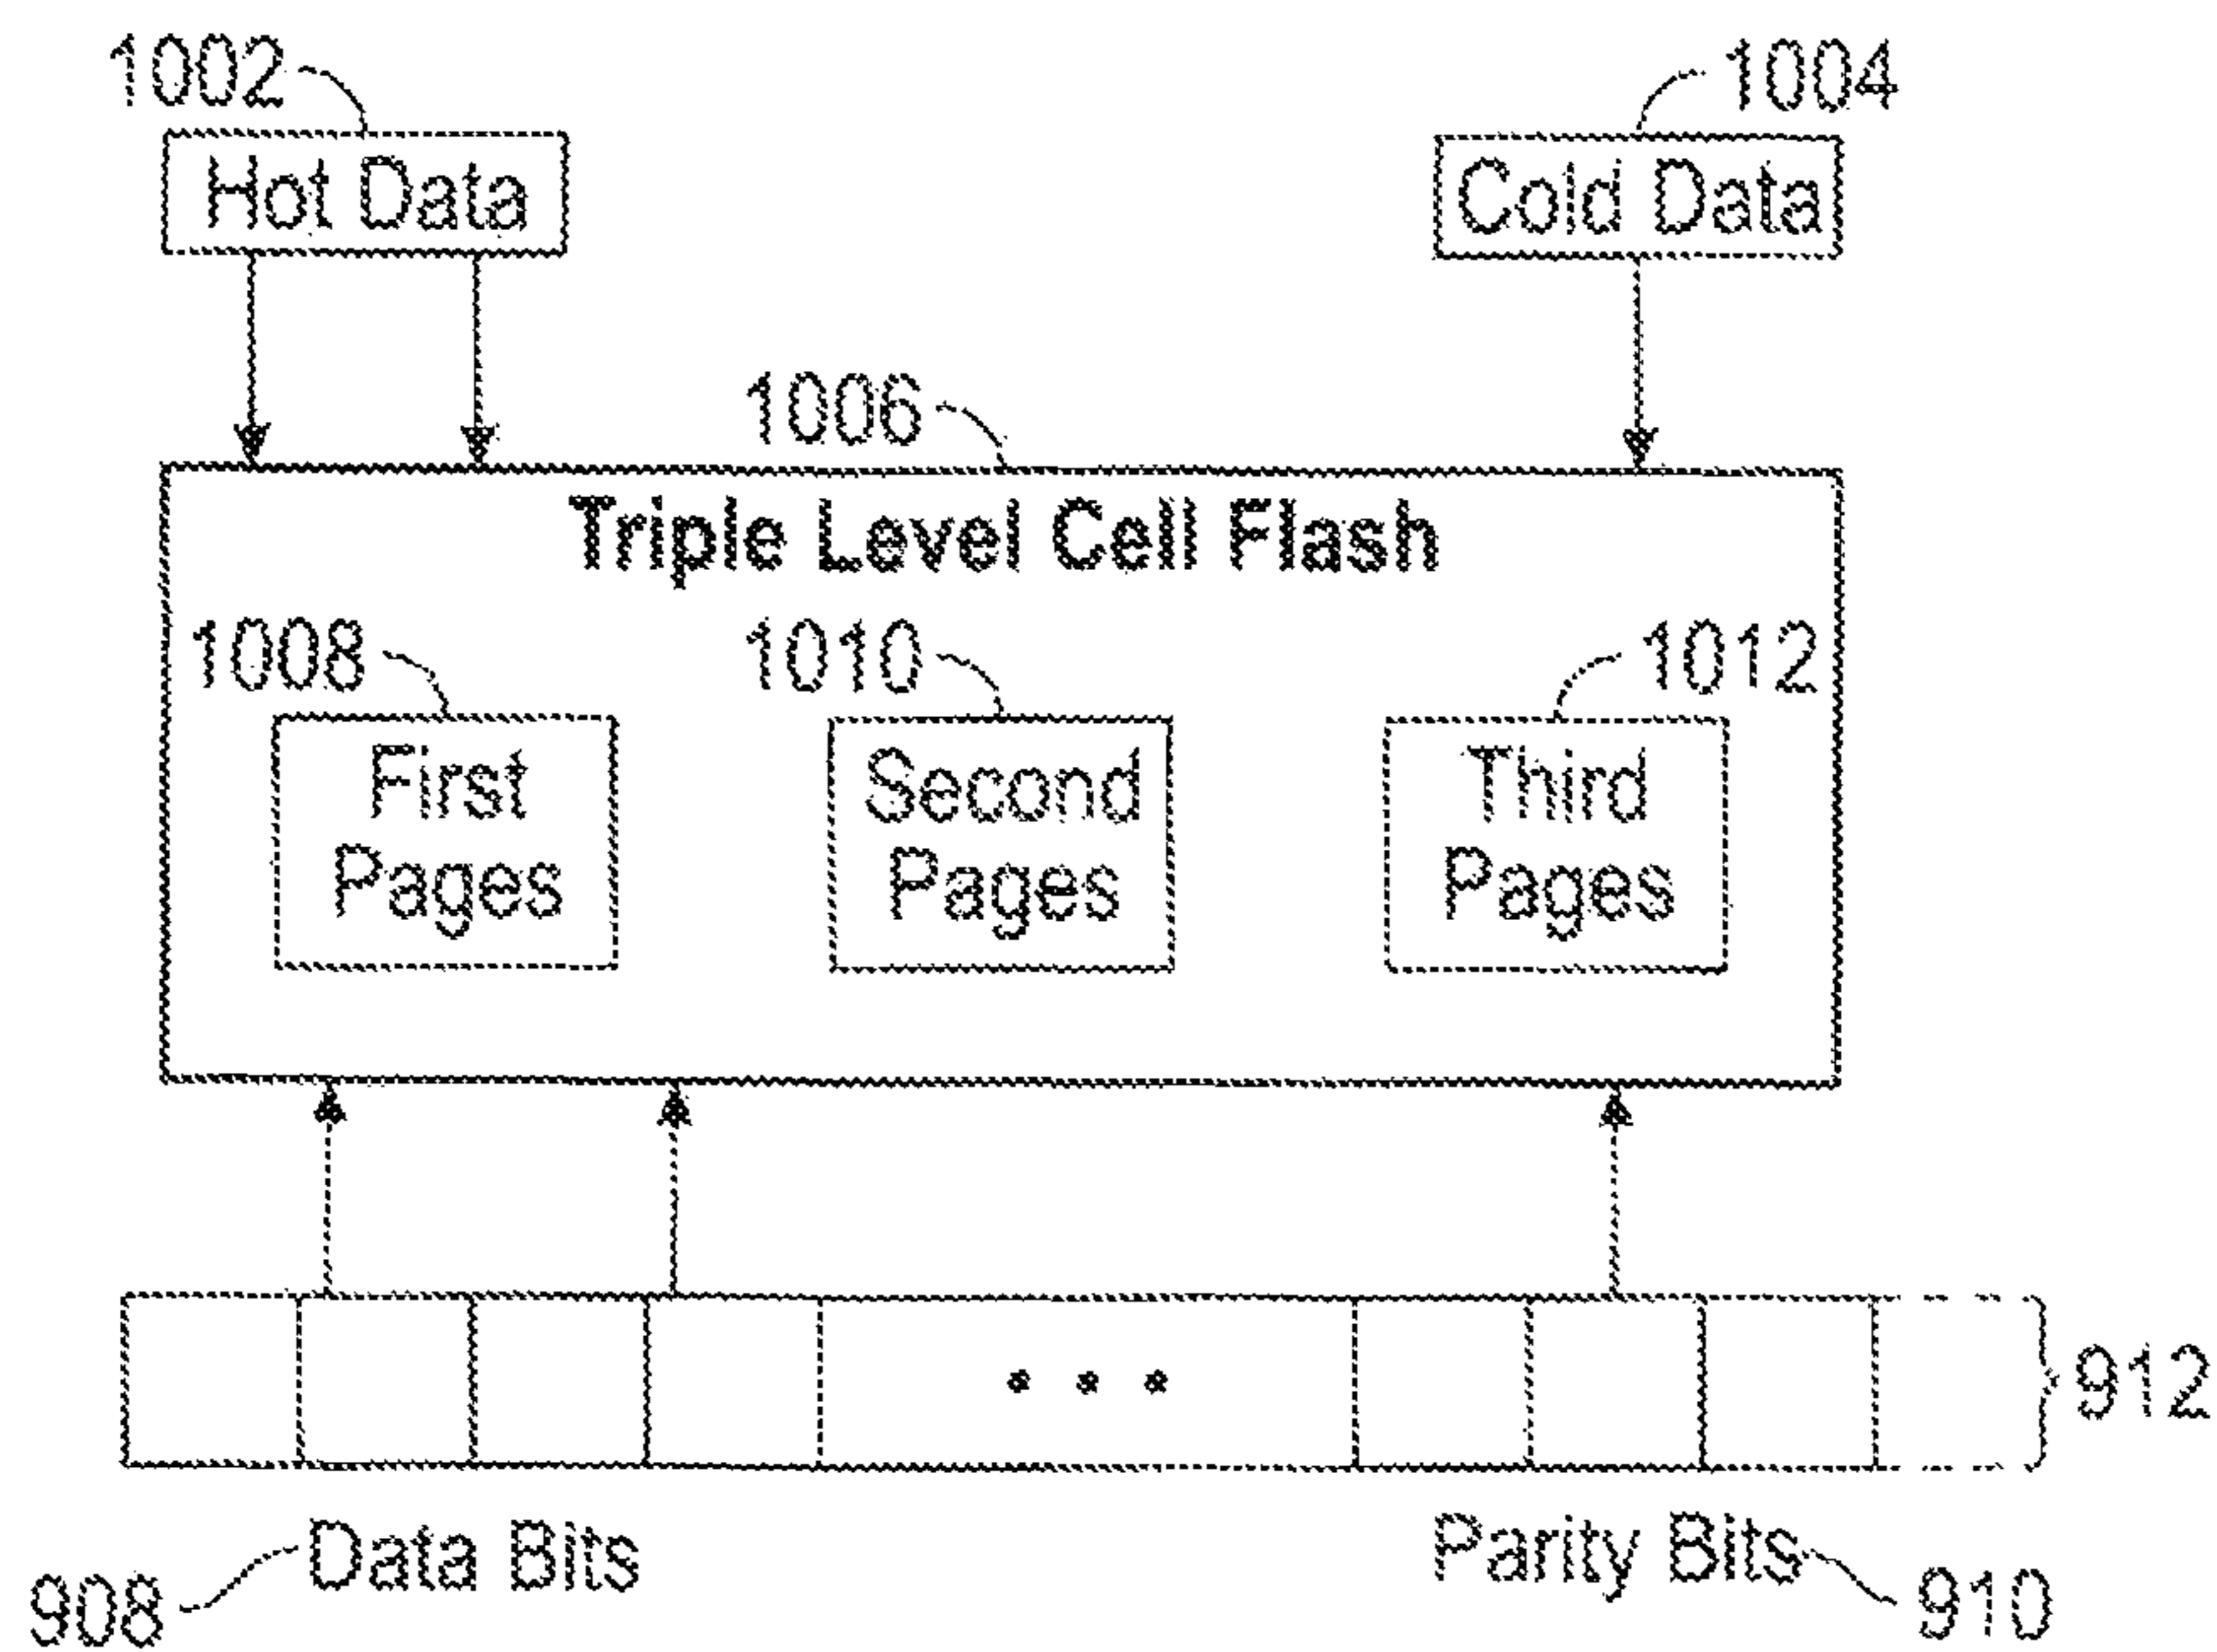 1002
1004
Hot Data
Cold Data
1006
Triple Level Cell Flash
1008
1010
1012
First
Pages
Second
Pages
Third
Pages
912
Data Bits
Parity Bits
908
910